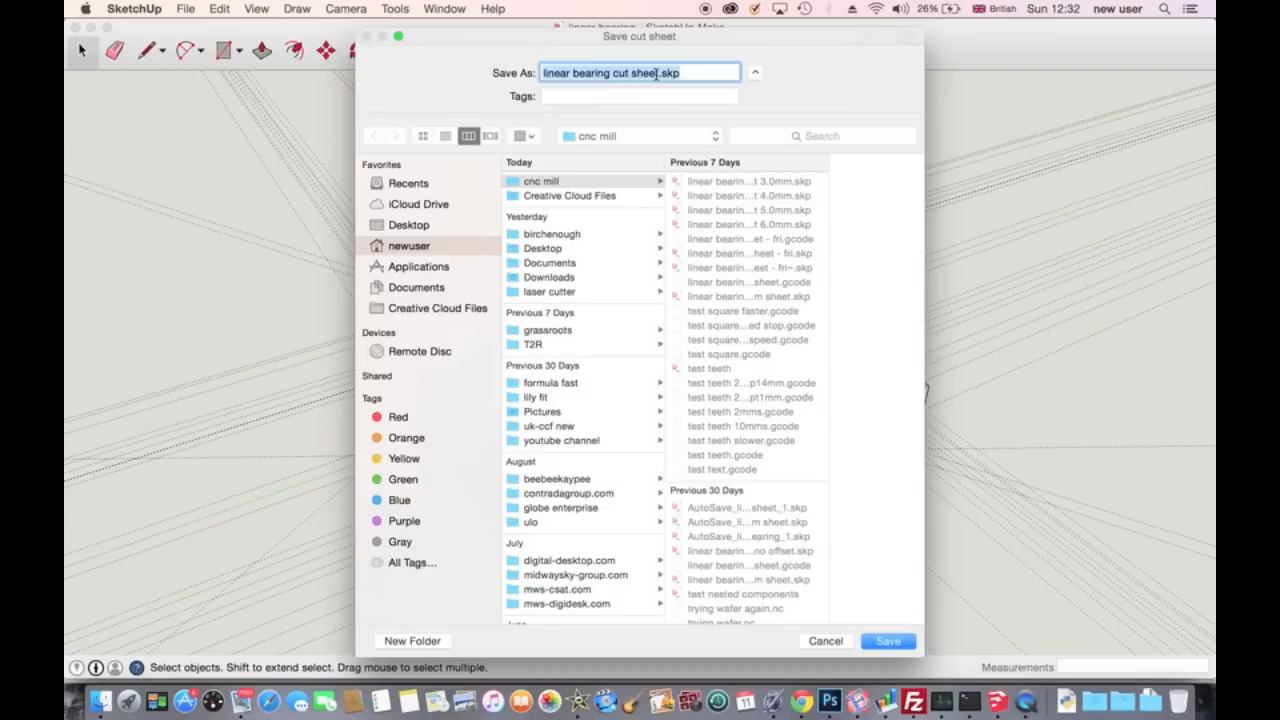 SketchUp File Edit View Draw Camera Tools Window Help 26% British Sun 12:32 new user
Save cut sheet
Save As: linear bearing cut sheet.skp
Tags:
cnc mill
Search
Favorites
Recents
iCloud Drive
Desktop
newuser
Applications
Documents
Creative Cloud Files
Devices
Remote Disc
Shared
Tags
Red
Orange
Yellow
Green
Blue
Purple
Gray
All Tags...
Today
cnc mill
Creative Cloud Files
Yesterday
birchenough
Desktop
Documents
Downloads
laser cutter
Previous 7 Days
grassroots
T2R
Previous 30 Days
formula fast
lily fit
Pictures
uk-ccf new
youtube channel
August
beebeekaypee
contradagroup.com
globe enterprise
ulo
July
digital-desktop.com
midwaysky-group.com
mws-csat.com
mws-digidesk.com
Previous 7 Days
linear bearin...t 3.0mm.skp
linear bearin...t 4.0mm.skp
linear bearin...t 5.0mm.skp
linear bearin...t 6.0mm.skp
linear bearin...et - fri.gcode
linear bearin...heet - fri.skp
linear bearin...eet - fri~.skp
linear bearin...sheet.gcode
linear bearin...m sheet.skp
test square faster.gcode
test square...ed stop.gcode
test square...speed.gcode
test square.gcode
test teeth
test teeth 2...p14mm.gcode
test teeth 2...pt1mm.gcode
test teeth 2mms.gcode
test teeth 10mms.gcode
test teeth slower.gcode
test teeth.gcode
test text.gcode
Previous 30 Days
AutoSave_li...sheet_1.skp
AutoSave_li...m sheet.skp
AutoSave_li...earing_1.skp
linear bearin...no offset.skp
linear bearin...sheet.gcode
linear bearin...m sheet.skp
test nested components
trying wafer again.nc
trying wafer.nc
New Folder
Cancel
Save
Select objects. Shift to extend select. Drag mouse to select multiple.
Measurements
Ps
Fz